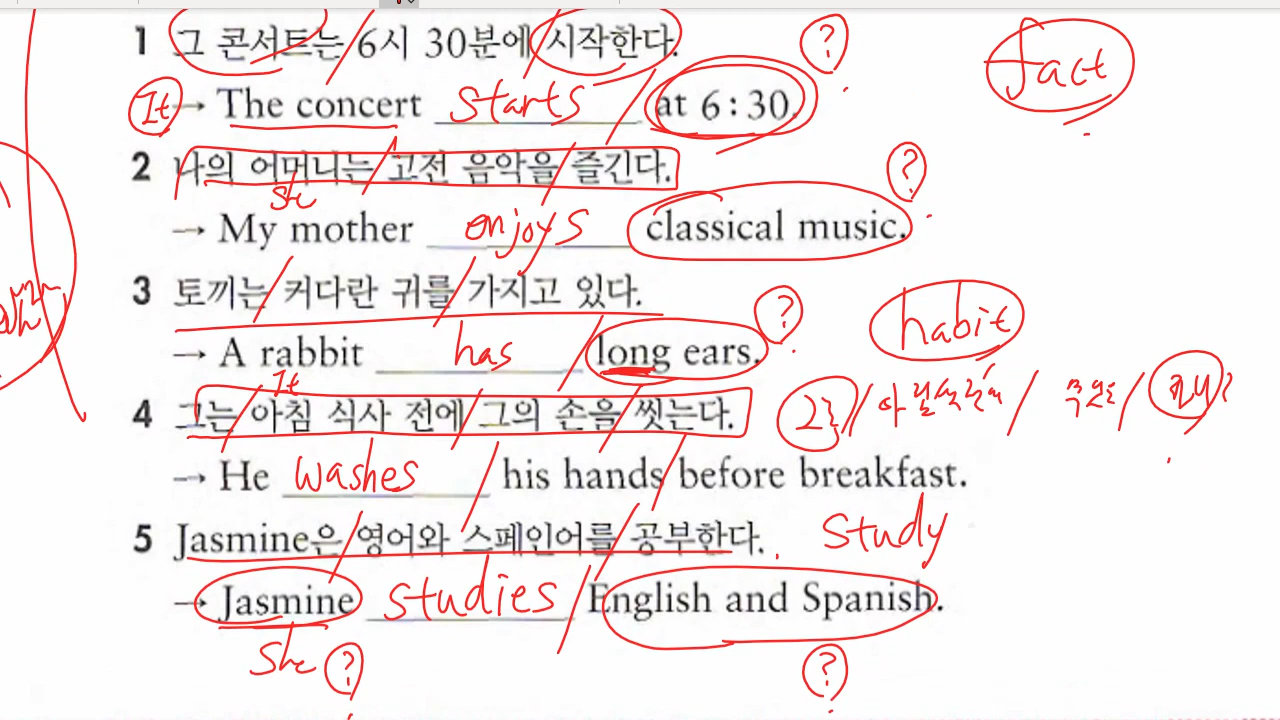 1 그 콘서트는 6시 30분에 시작한다. ? fact
It → The concert starts at 6:30.
2 나의 어머니는 고전 음악을 즐긴다. ?
She
→ My mother enjoys classical music.
3 토끼는 커다란 귀를 가지고 있다. ? habit
→ A rabbit has long ears.
It
4 그는 아침 식사 전에 그의 손을 씻는다.
→ He washes his hands before breakfast.
5 Jasmine은 영어와 스페인어를 공부한다. study
→ Jasmine studies English and Spanish.
She ? ?